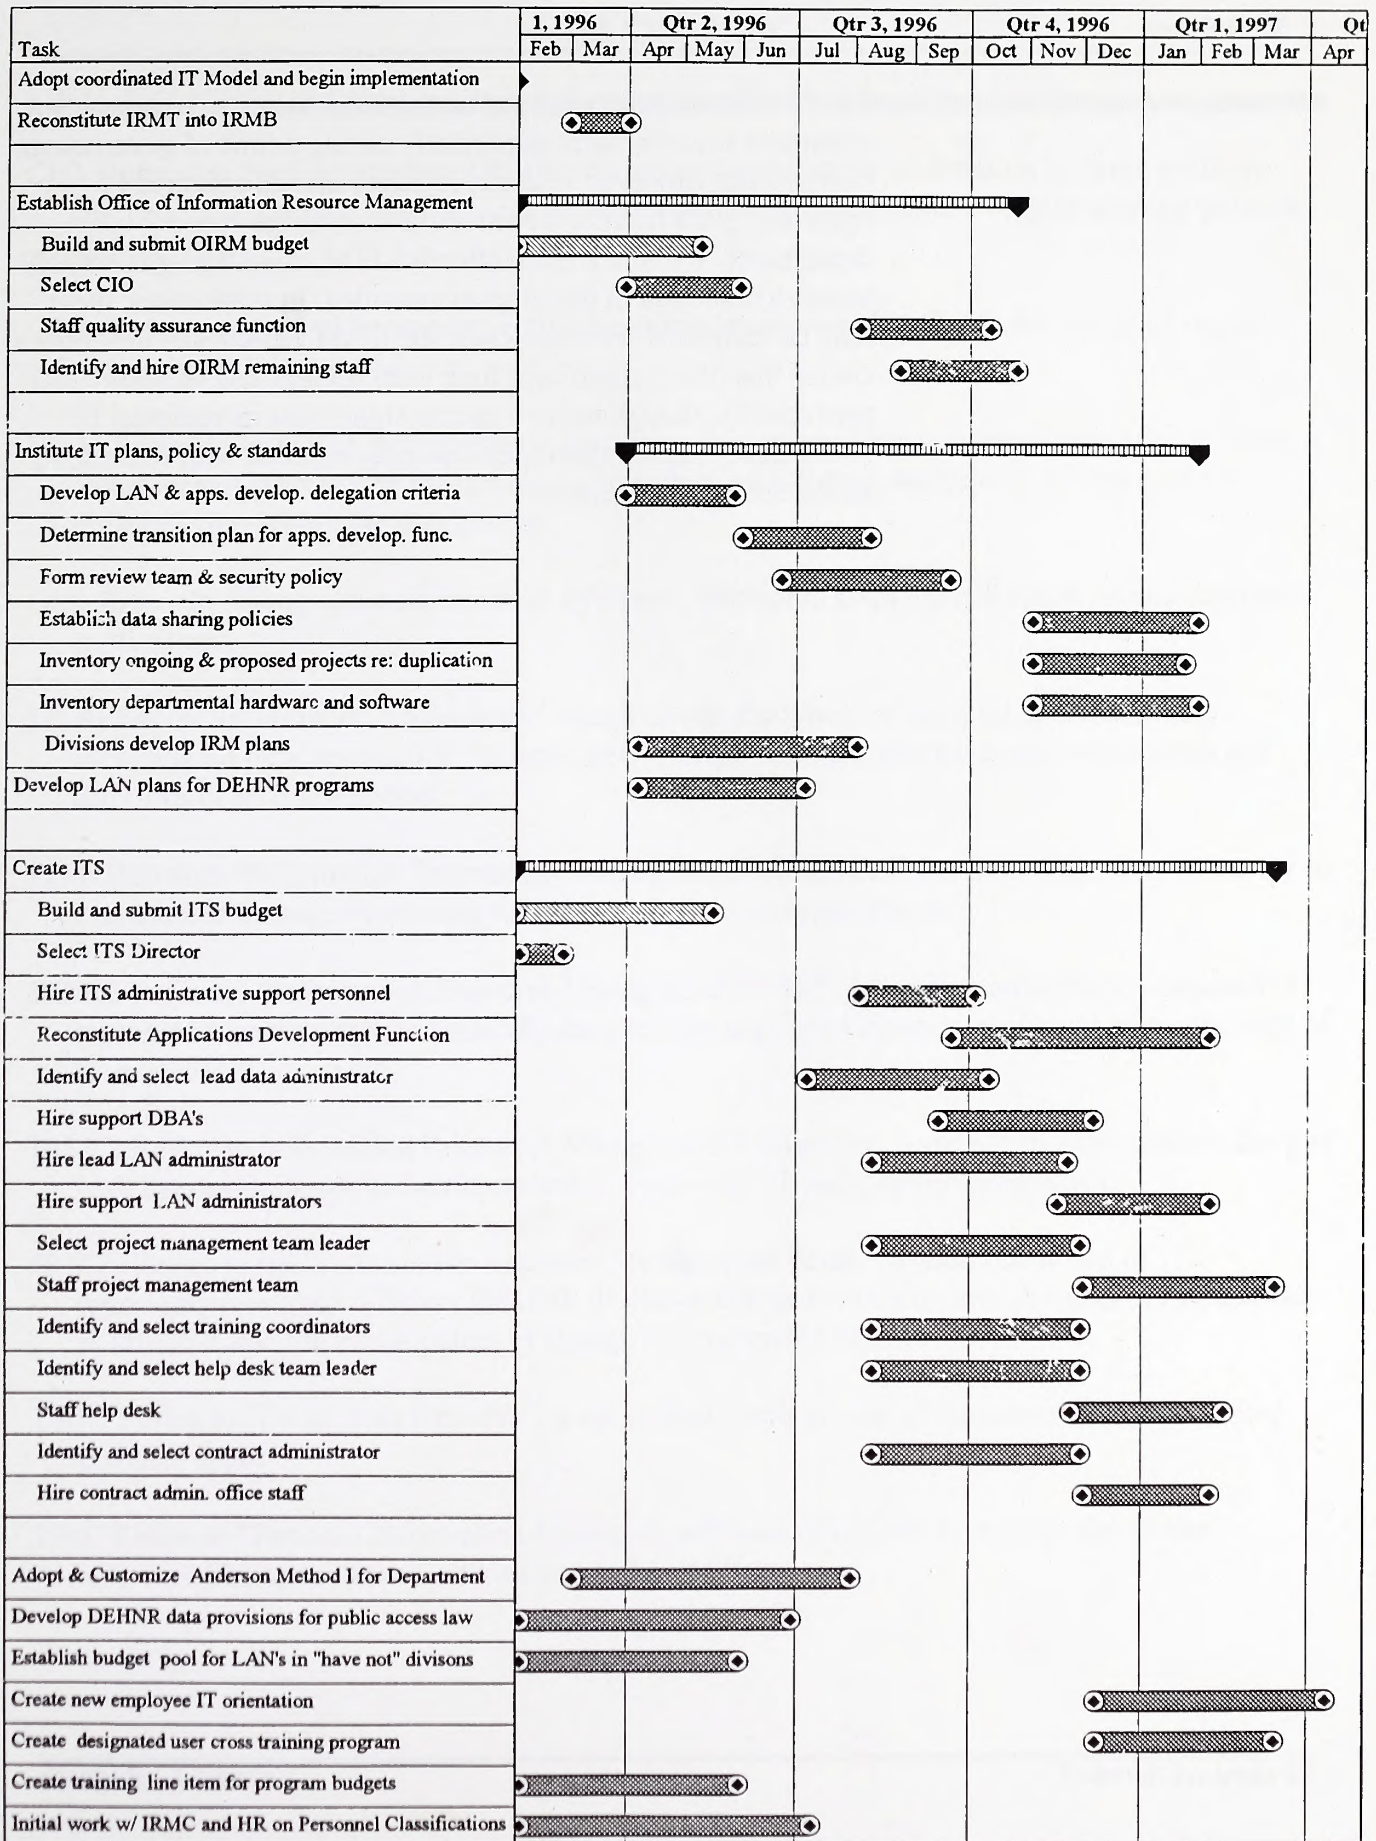 1, 1996 Qtr 2, 1996 Qtr 3, 1996 Qtr 4, 1996 Qtr 1, 1997 Qt
Task Feb Mar Apr May Jun Jul Aug Sep Oct Nov Dec Jan Feb Mar Apr
Adopt coordinated IT Model and begin implementation
Reconstitute IRMT into IRMB
Establish Office of Information Resource Management
Build and submit OIRM budget
Select CIO
Staff quality assurance function
Identify and hire OIRM remaining staff
Institute IT plans, policy & standards
Develop LAN & apps. develop. delegation criteria
Determine transition plan for apps. develop. func.
Form review team & security policy
Establish data sharing policies
Inventory ongoing & proposed projects re: duplication
Inventory departmental hardware and software
Divisions develop IRM plans
Develop LAN plans for DEHNR programs
Create ITS
Build and submit ITS budget
Select ITS Director
Hire ITS administrative support personnel
Reconstitute Applications Development Function
Identify and select lead data administrator
Hire support DBA's
Hire lead LAN administrator
Hire support LAN administrators
Select project management team leader
Staff project management team
Identify and select training coordinators
Identify and select help desk team leader
Staff help desk
Identify and select contract administrator
Hire contract admin. office staff
Adopt & Customize Anderson Method 1 for Department
Develop DEHNR data provisions for public access law
Establish budget pool for LAN's in "have not" divisons
Create new employee IT orientation
Create designated user cross training program
Create training line item for program budgets
Initial work w/ IRMC and HR on Personnel Classifications